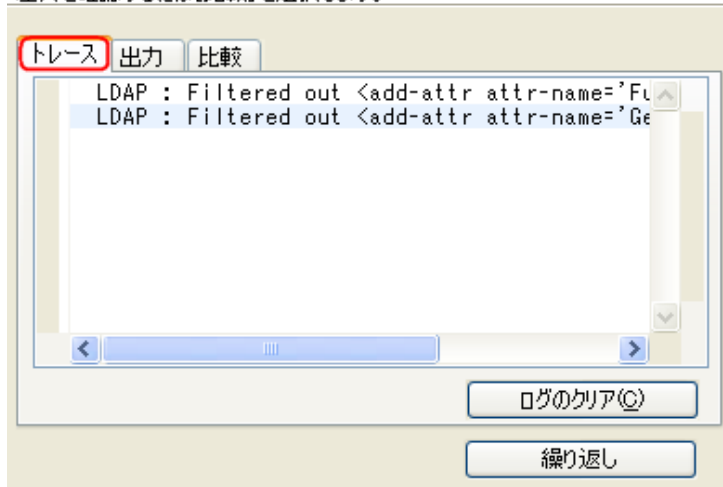 トレース 出力 比較
LDAP : Filtered out <add-attr attr-name='Fu
LDAP : Filtered out <add-attr attr-name='Ge
ログのクリア(C)
繰り返し